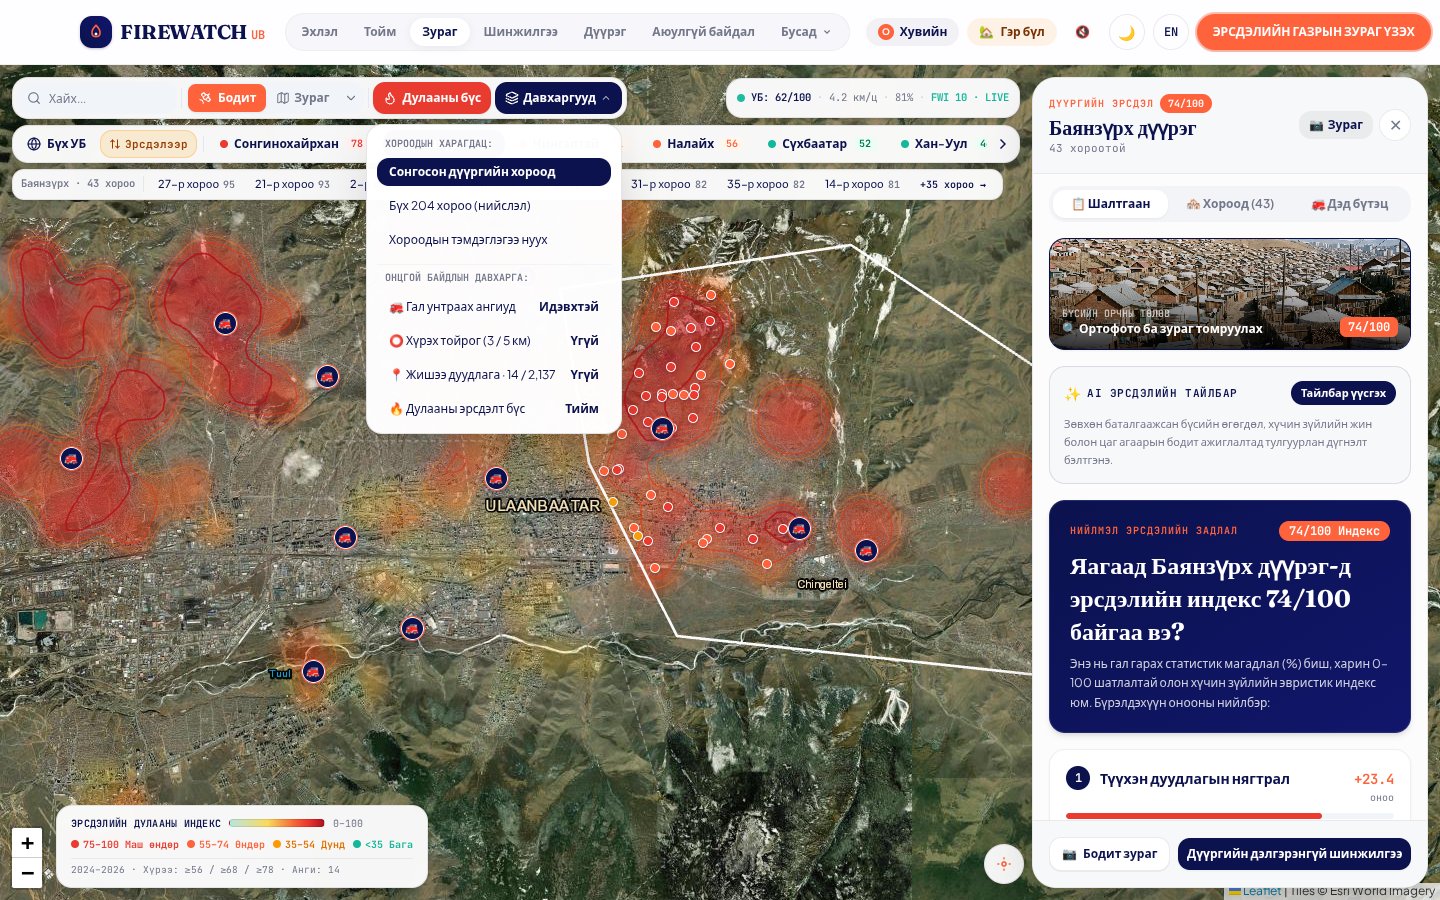 FIREWATCH UB
Эхлэл
Тойм
Зураг
Шинжилгээ
Дүүрэг
Аюулгүй байдал
Бусад
Хувийн
Гэр бүл
EN
ЭРСДЭЛИЙН ГАЗРЫН ЗУРАГ ҮЗЭХ
Хайх...
Бодит
Зураг
Дулааны бүс
Давхаргууд
УБ: 62/100 · 4.2 км/ц · 81% · FWI 10 · LIVE
Бүх УБ
Эрсдэлээр
Сонгинохайрхан 78
Налайх 56
Сүхбаатар 52
Хан-Уул
Баянзүрх · 43 хороо
27-р хороо 95
21-р хороо 93
31-р хороо 82
35-р хороо 82
14-р хороо 81
+35 хороо →
ХОРООДЫН ХАРАГДАЦ:
Сонгосон дүүргийн хороод
Бүх 204 хороо (нийслэл)
Хороодын тэмдэглэгээ нуух
ОНЦГОЙ БАЙДЛЫН ДАВХАРГА:
Гал унтраах ангиуд Идэвхтэй
Хүрэх тойрог (3 / 5 км) Үгүй
Жишээ дуудлага · 14 / 2,137 Үгүй
Дулааны эрсдэлт бүс Тийм
ULAANBAATAR
Chingeltei
Tuul
ДҮҮРГИЙН ЭРСДЭЛ 74/100
Баянзүрх дүүрэг
43 хороотой
Зураг
Шалтгаан
Хороод (43)
Дэд бүтэц
БҮСИЙН ОРЧНЫ ТӨЛӨВ
Ортофото ба зураг томруулах
74/100
AI ЭРСДЭЛИЙН ТАЙЛБАР
Тайлбар үүсгэх
Зөвхөн баталгаажсан бүсийн өгөгдөл, хүчин зүйлийн жин
болон цаг агаарын бодит ажиглалтад тулгуурлан дүгнэлт
бэлтгэнэ.
НИЙЛМЭЛ ЭРСДЭЛИЙН ЗАДЛАЛ
74/100 Индекс
Яагаад Баянзүрх дүүрэг-д
эрсдэлийн индекс 74/100
байгаа вэ?
Энэ нь гал гарах статистик магадлал (%) биш, харин 0-
100 шаталтай олон хүчин зүйлийн эвристик индекс
юм. Бүрэлдэхүүн онооны нийлбэр:
1 Түүхэн дуудлагын нягтрал +23.4
оноо
Бодит зураг
Дүүргийн дэлгэрэнгүй шинжилгээ
+
−
ЭРСДЭЛИЙН ДУЛААНЫ ИНДЕКС 0-100
75-100 Маш өндөр
55-74 Өндөр
35-54 Дунд
<35 Бага
2024-2026 · Хүрээ: ≥56 / ≥68 / ≥78 · Анги: 14
Leaflet | Tiles © Esri World Imagery